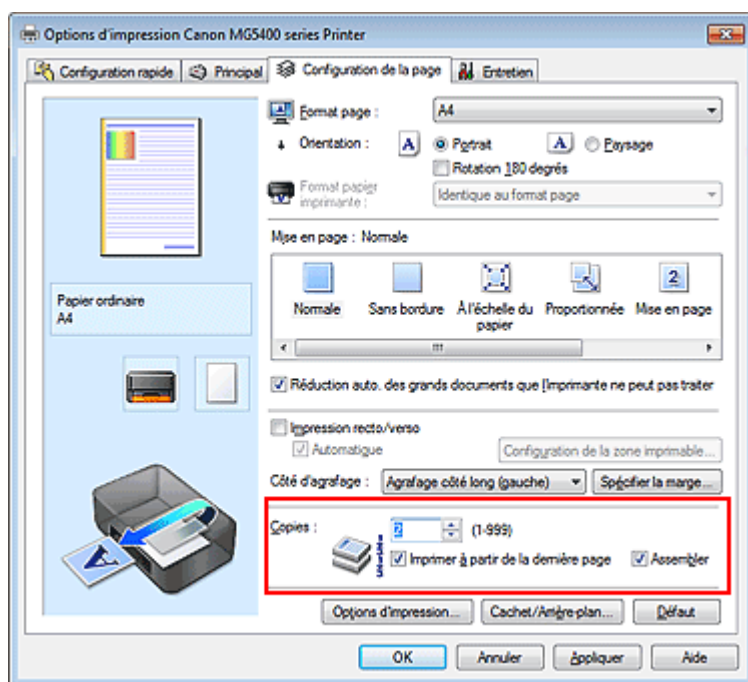 Options d'impression Canon MG5400 series Printer
Configuration rapide Principal Configuration de la page Entretien
Format page : A4
Orientation : A Portrait A Paysage
Rotation 180 degrés
Format papier imprimante : Identique au format page
Mise en page : Normale
Normale Sans bordure À l'échelle du papier Proportionnée Mise en page
2
Papier ordinaire
A4
Réduction auto. des grands documents que l'imprimante ne peut pas traiter
Impression recto/verso
Automatique Configuration de la zone imprimable...
Côté d'agrafage : Agrafage côté long (gauche) Spécifier la marge...
Copies : 2 (1-999)
Imprimer à partir de la dernière page Assembler
A
Options d'impression... Cachet/Arrière-plan... Défaut
OK Annuler Appliquer Aide